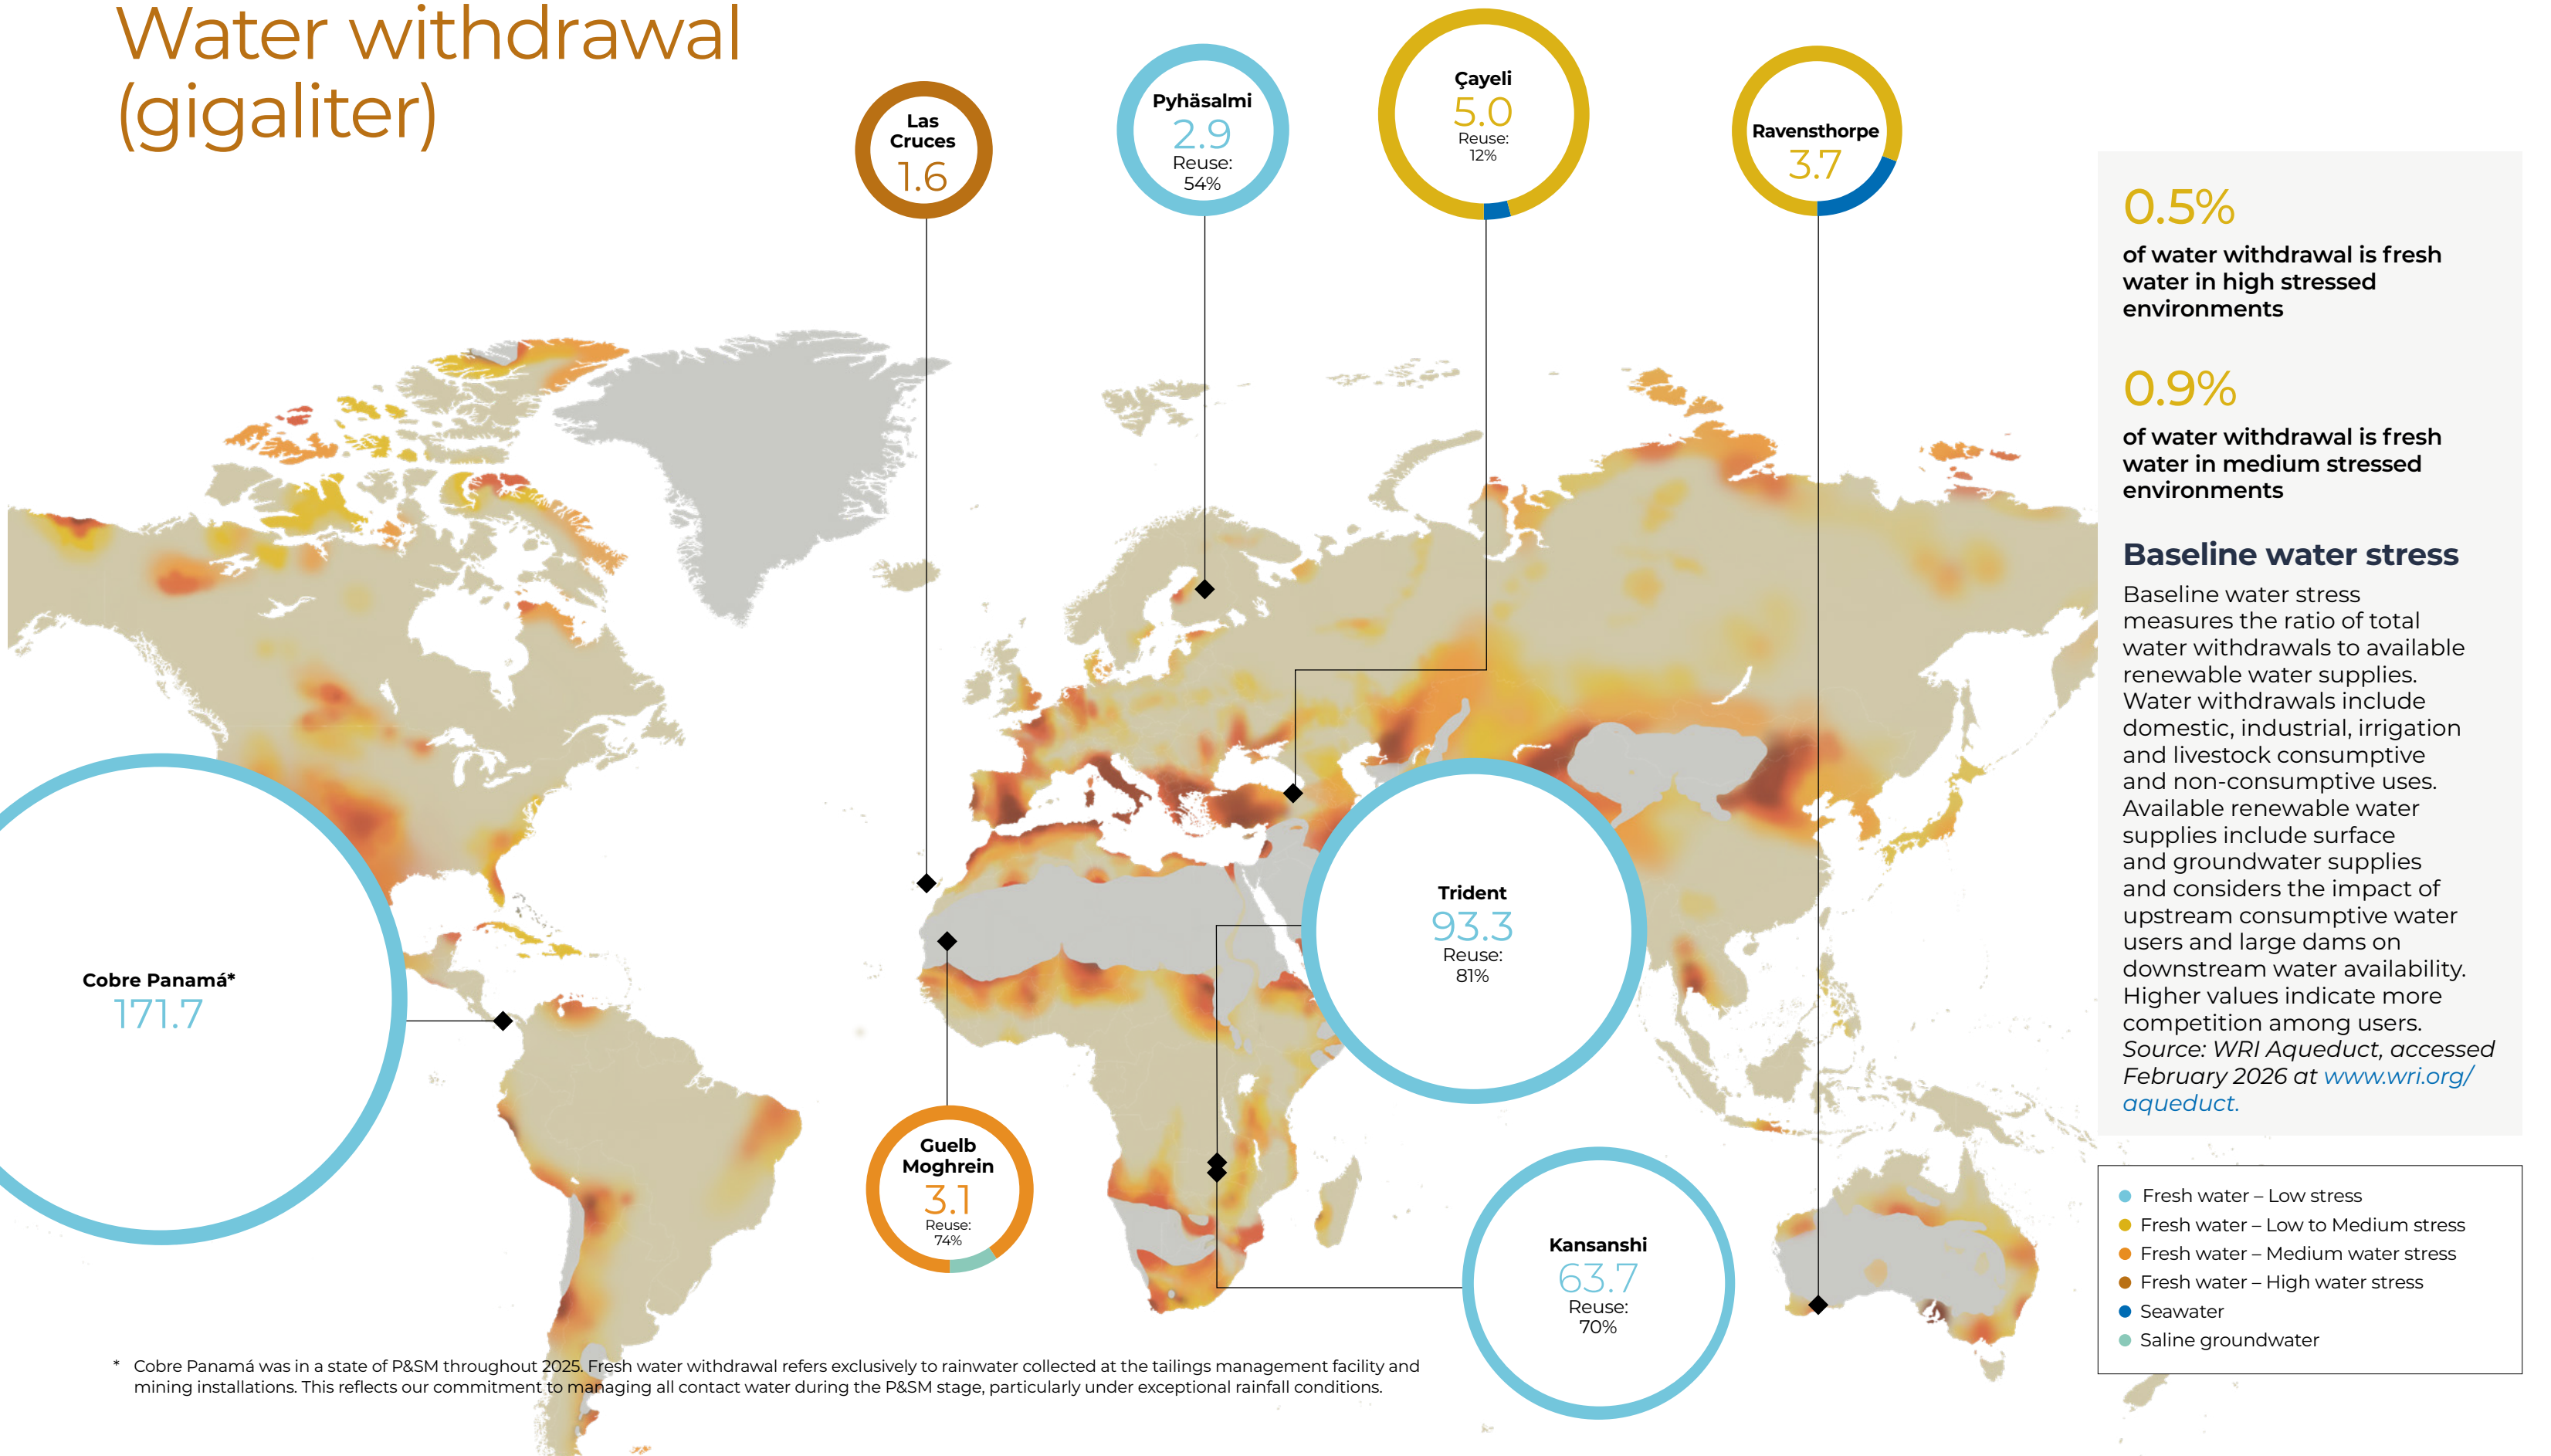 Water withdrawal
(gigaliter)
Las
Cruces
1.6
Pyhäsalmi
2.9
Reuse:
54%
Çayeli
5.0
Reuse:
12%
Ravensthorpe
3.7
Cobre Panamá*
171.7
Trident
93.3
Reuse:
81%
Guelb
Moghrein
3.1
Reuse:
74%
Kansanshi
63.7
Reuse:
70%
* Cobre Panamá was in a state of P&SM throughout 2025. Fresh water withdrawal refers exclusively to rainwater collected at the tailings management facility and
mining installations. This reflects our commitment to managing all contact water during the P&SM stage, particularly under exceptional rainfall conditions.
0.5%
of water withdrawal is fresh
water in high stressed
environments
0.9%
of water withdrawal is fresh
water in medium stressed
environments
Baseline water stress
Baseline water stress
measures the ratio of total
water withdrawals to available
renewable water supplies.
Water withdrawals include
domestic, industrial, irrigation
and livestock consumptive
and non-consumptive uses.
Available renewable water
supplies include surface
and groundwater supplies
and considers the impact of
upstream consumptive water
users and large dams on
downstream water availability.
Higher values indicate more
competition among users.
Source: WRI Aqueduct, accessed
February 2026 at www.wri.org/
aqueduct.
Fresh water – Low stress
Fresh water – Low to Medium stress
Fresh water – Medium water stress
Fresh water – High water stress
Seawater
Saline groundwater